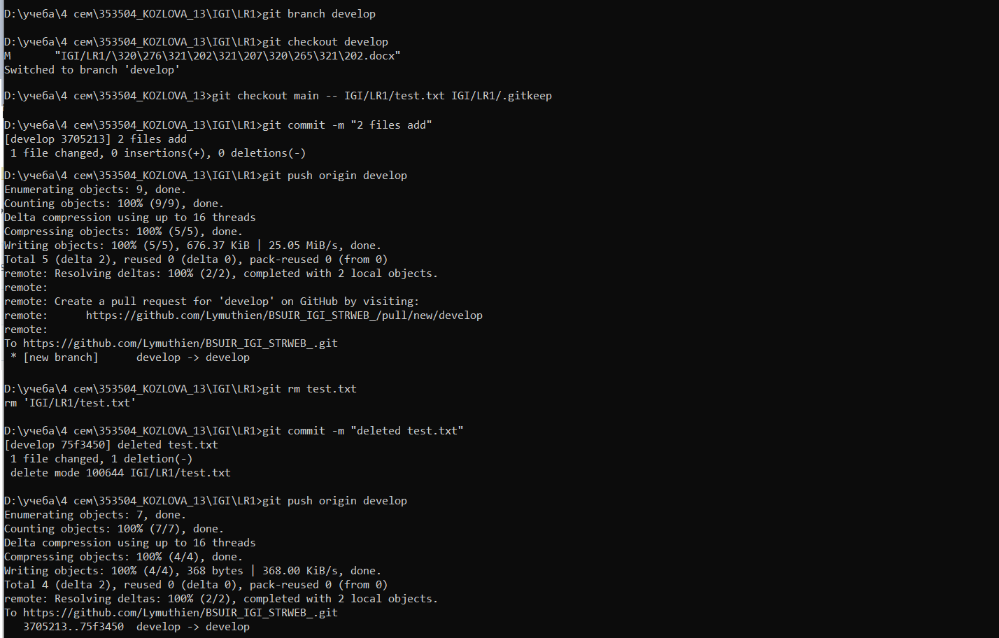 D:\учеба\4 сем\353504_KOZLOVA_13\IGI\LR1>git branch develop
D:\учеба\4 сем\353504_KOZLOVA_13\IGI\LR1>git checkout develop
M       "IGI/LR1/\320\276\321\202\321\207\320\265\321\202.docx"
Switched to branch 'develop'
D:\учеба\4 сем\353504_KOZLOVA_13>git checkout main -- IGI/LR1/test.txt IGI/LR1/.gitkeep
D:\учеба\4 сем\353504_KOZLOVA_13\IGI\LR1>git commit -m "2 files add"
[develop 3705213] 2 files add
 1 file changed, 0 insertions(+), 0 deletions(-)
D:\учеба\4 сем\353504_KOZLOVA_13\IGI\LR1>git push origin develop
Enumerating objects: 9, done.
Counting objects: 100% (9/9), done.
Delta compression using up to 16 threads
Compressing objects: 100% (5/5), done.
Writing objects: 100% (5/5), 676.37 KiB | 25.05 MiB/s, done.
Total 5 (delta 2), reused 0 (delta 0), pack-reused 0 (from 0)
remote: Resolving deltas: 100% (2/2), completed with 2 local objects.
remote:
remote: Create a pull request for 'develop' on GitHub by visiting:
remote:      https://github.com/Lymuthien/BSUIR_IGI_STRWEB_/pull/new/develop
remote:
To https://github.com/Lymuthien/BSUIR_IGI_STRWEB_.git
 * [new branch]      develop -> develop
D:\учеба\4 сем\353504_KOZLOVA_13\IGI\LR1>git rm test.txt
rm 'IGI/LR1/test.txt'
D:\учеба\4 сем\353504_KOZLOVA_13\IGI\LR1>git commit -m "deleted test.txt"
[develop 75f3450] deleted test.txt
 1 file changed, 1 deletion(-)
 delete mode 100644 IGI/LR1/test.txt
D:\учеба\4 сем\353504_KOZLOVA_13\IGI\LR1>git push origin develop
Enumerating objects: 7, done.
Counting objects: 100% (7/7), done.
Delta compression using up to 16 threads
Compressing objects: 100% (4/4), done.
Writing objects: 100% (4/4), 368 bytes | 368.00 KiB/s, done.
Total 4 (delta 2), reused 0 (delta 0), pack-reused 0 (from 0)
remote: Resolving deltas: 100% (2/2), completed with 2 local objects.
To https://github.com/Lymuthien/BSUIR_IGI_STRWEB_.git
   3705213..75f3450  develop -> develop